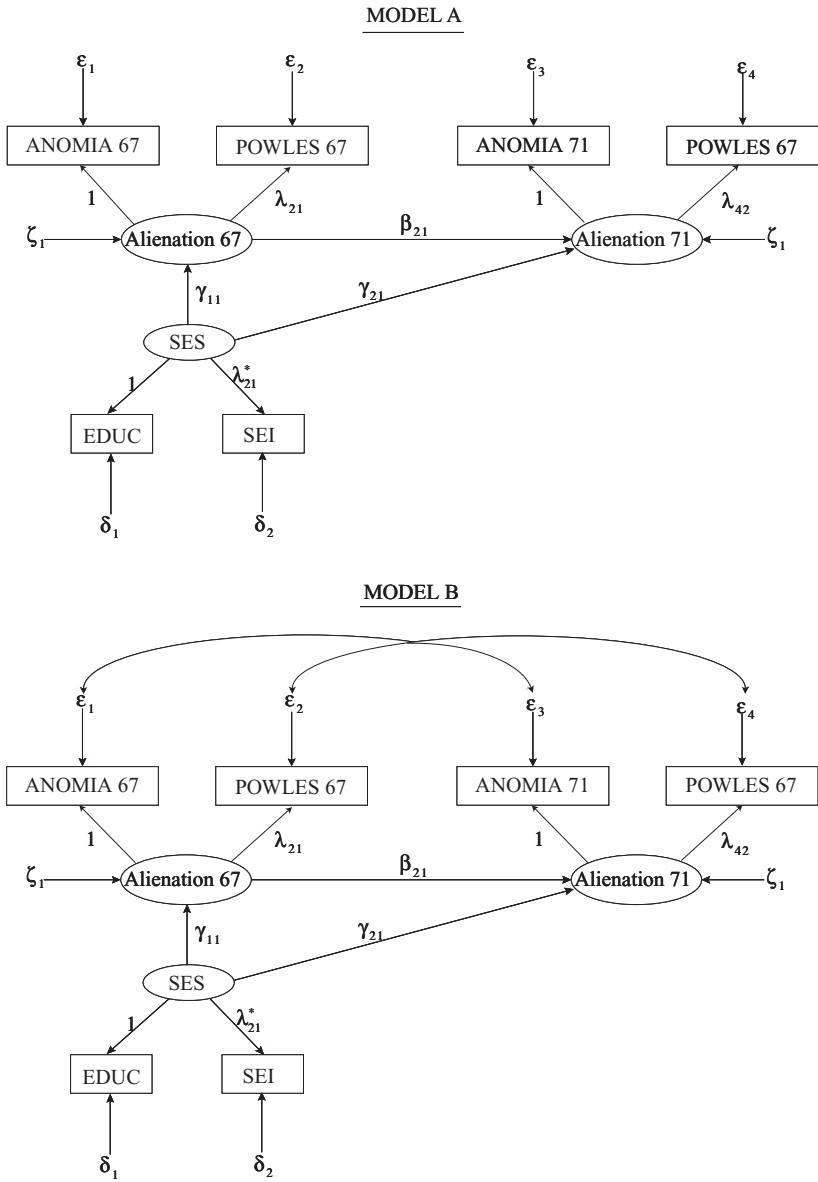 MODEL A
ε1 ε2 ε3 ε4
ANOMIA 67 POWLES 67 ANOMIA 71 POWLES 67
1 λ21 1 λ42
ζ1 Alienation 67 β21 Alienation 71 ζ1
γ11 γ21
SES
1 λ*21
EDUC SEI
δ1 δ2
MODEL B
ε1 ε2 ε3 ε4
ANOMIA 67 POWLES 67 ANOMIA 71 POWLES 67
1 λ21 1 λ42
ζ1 Alienation 67 β21 Alienation 71 ζ1
γ11 γ21
SES
1 λ*21
EDUC SEI
δ1 δ2